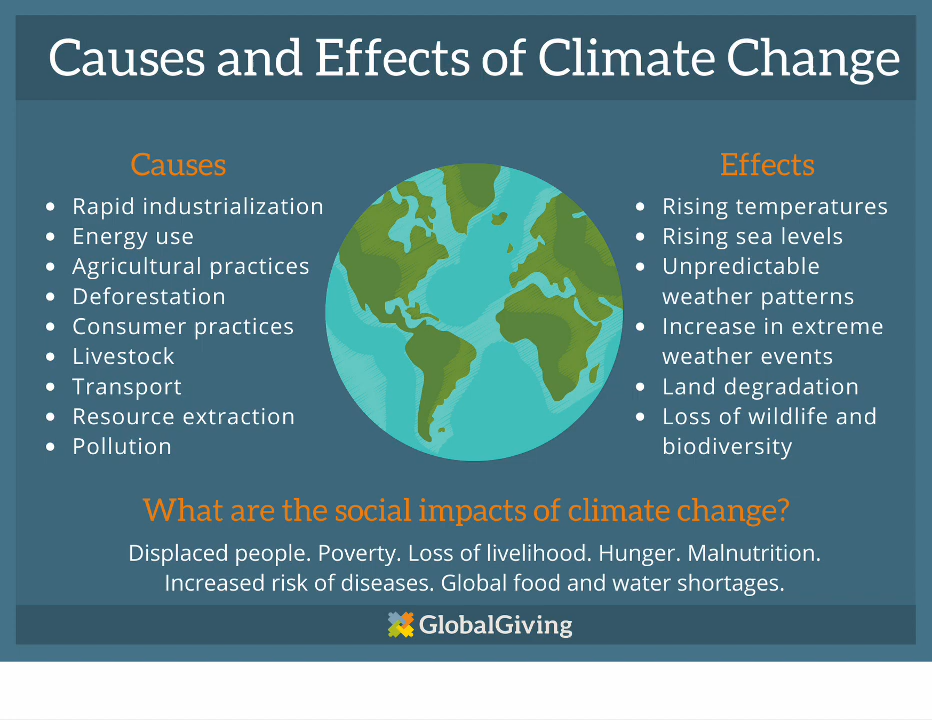 Causes and Effects of Climate Change
Causes
• Rapid industrialization
• Energy use
• Agricultural practices
• Deforestation
• Consumer practices
• Livestock
• Transport
• Resource extraction
• Pollution
Effects
• Rising temperatures
• Rising sea levels
• Unpredictable
weather patterns
• Increase in extreme
weather events
• Land degradation
• Loss of wildlife and
biodiversity
What are the social impacts of climate change?
Displaced people. Poverty. Loss of livelihood. Hunger. Malnutrition.
Increased risk of diseases. Global food and water shortages.
GlobalGiving